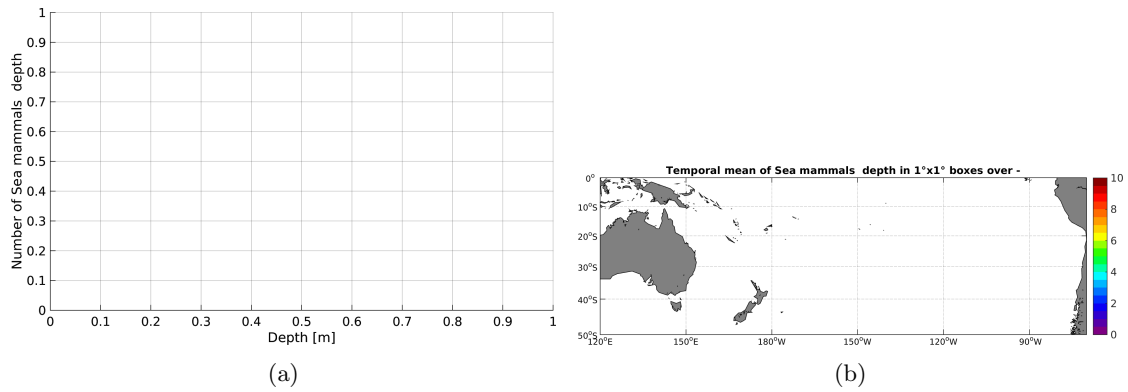 1
0.9
0.8
0.7
0.6
0.5
0.4
0.3
0.2
0.1
0
Number of Sea mammals  depth
0 0.1 0.2 0.3 0.4 0.5 0.6 0.7 0.8 0.9 1
Depth [m]
(a)
Temporal mean of Sea mammals  depth in 1°x1° boxes over -
0°
10°S
20°S
30°S
40°S
50°S
120°E 150°E 180°W 150°W 120°W 90°W
10
8
6
4
2
0
(b)